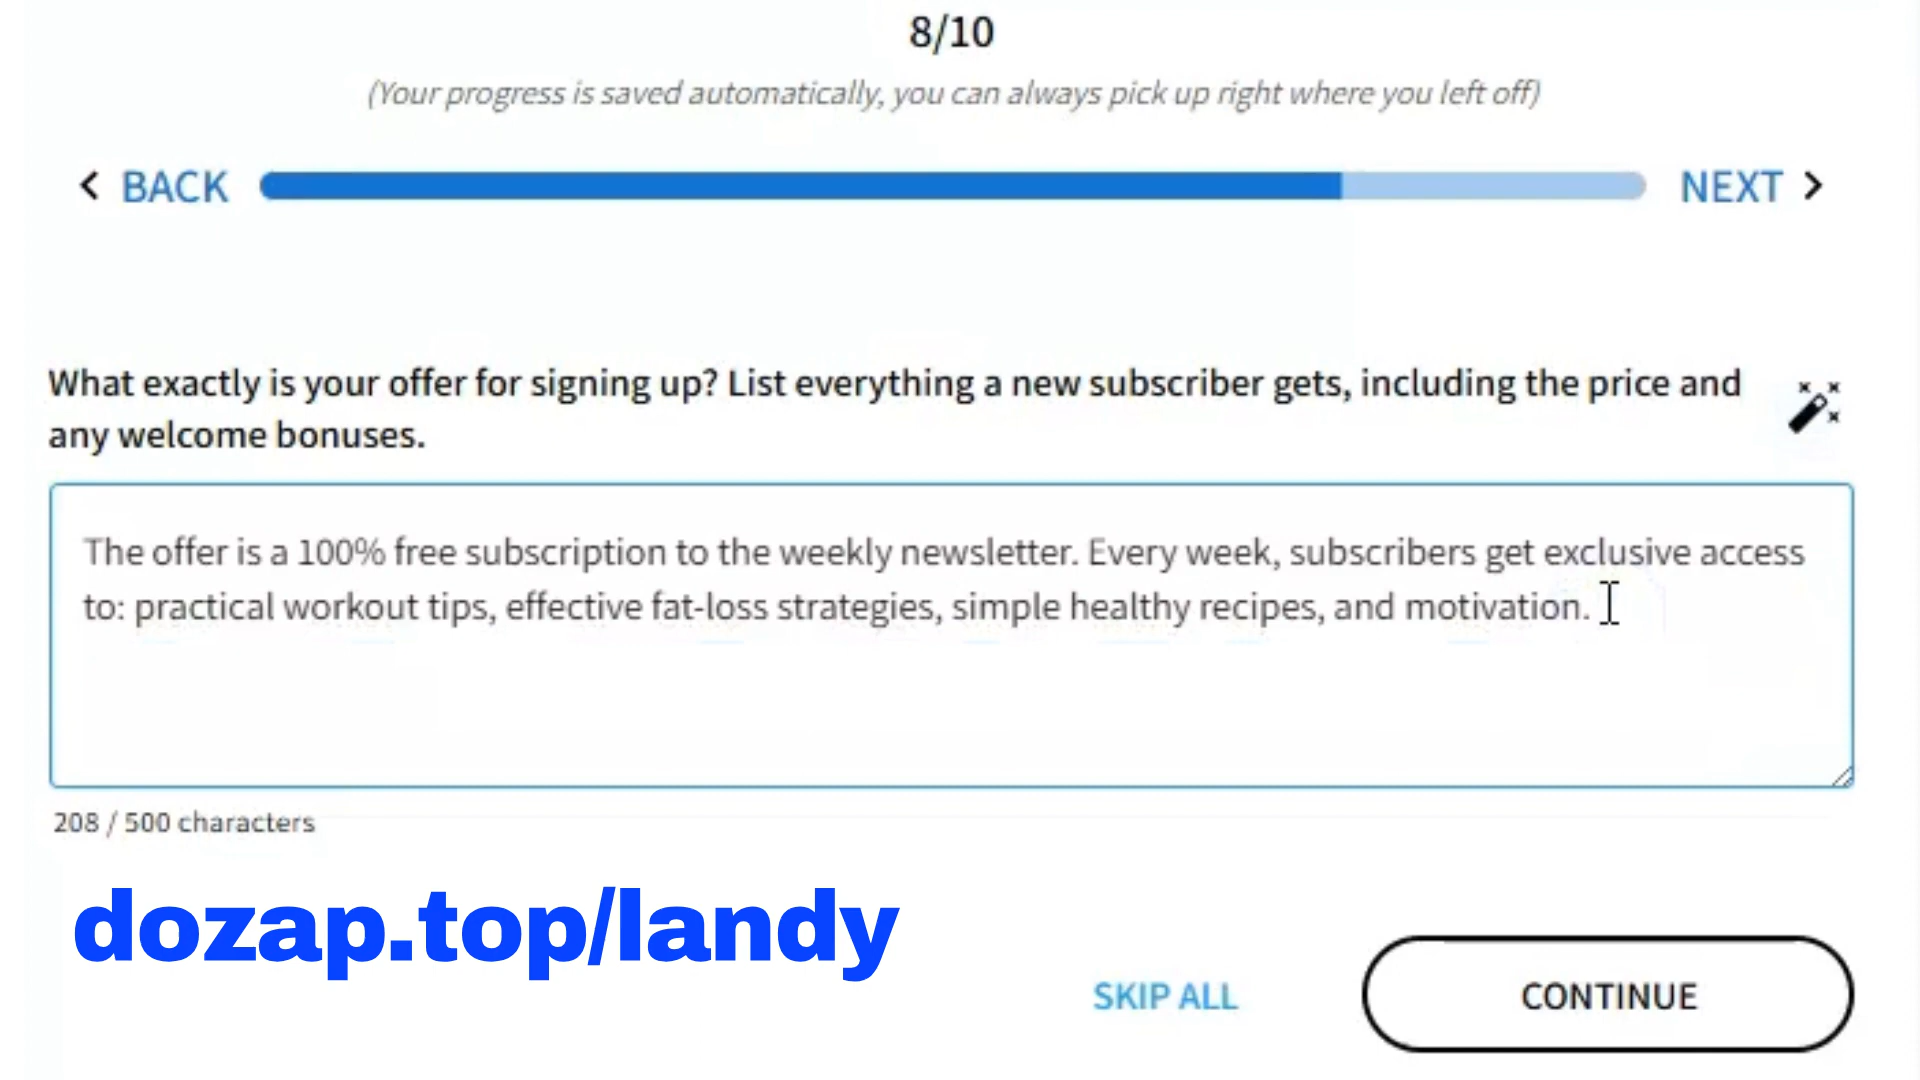 8/10
(Your progress is saved automatically, you can always pick up right where you left off)
BACK
NEXT
What exactly is your offer for signing up? List everything a new subscriber gets, including the price and
any welcome bonuses.
The offer is a 100% free subscription to the weekly newsletter. Every week, subscribers get exclusive access
to: practical workout tips, effective fat-loss strategies, simple healthy recipes, and motivation.
208 / 500 characters
dozap.top/landy
SKIP ALL
CONTINUE